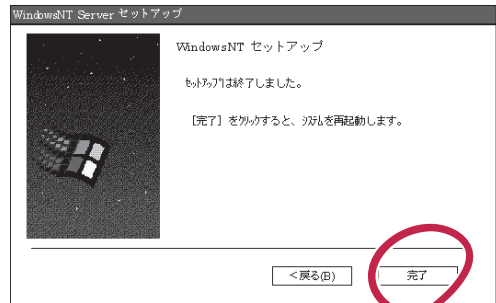 WindowsNT Server セットアップ
WindowsNT セットアップ
ｾｯﾄｱｯﾌﾟは終了しました。
［完了］をｸﾘｯｸすると、ｼｽﾃﾑを再起動します。
<戻る(B)
完了